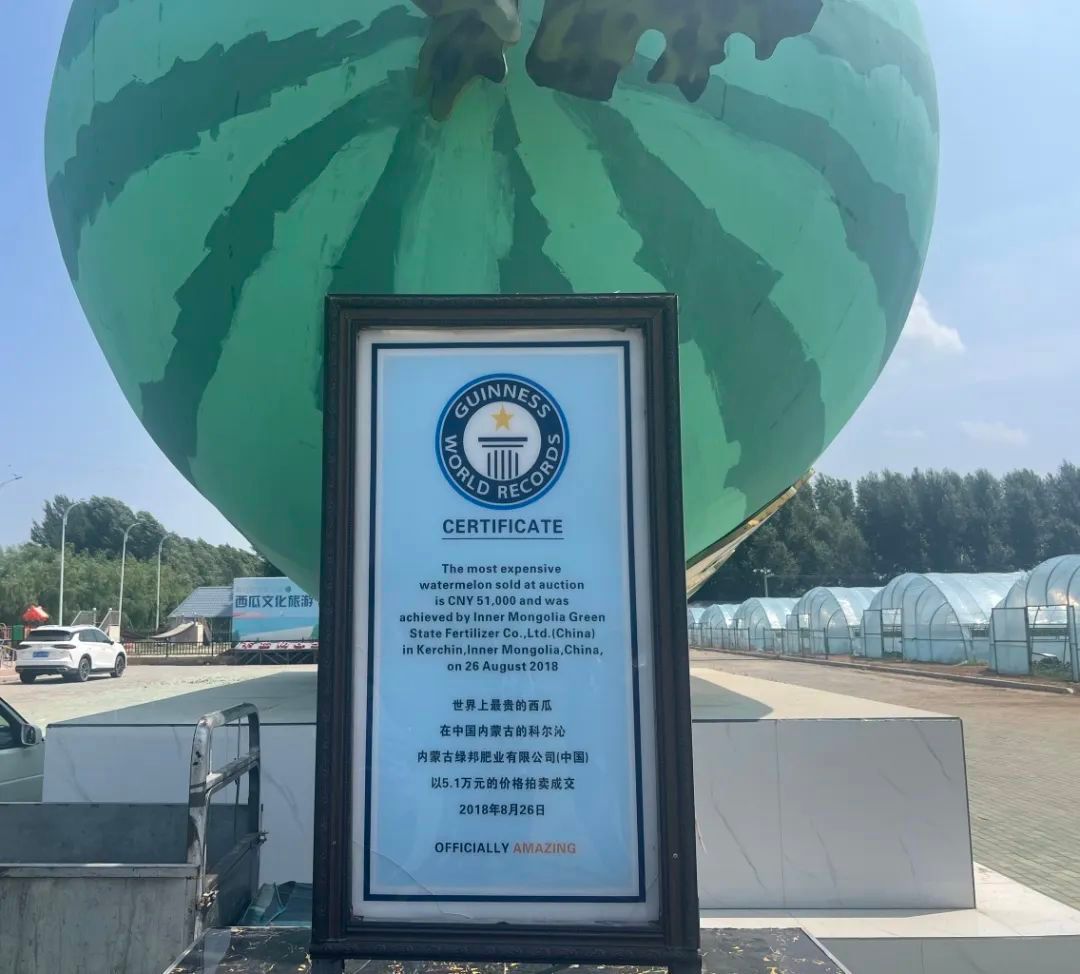 GUINNESS
WORLD RECORDS
CERTIFICATE
The most expensive
watermelon sold at auction
is CNY 51,000 and was
achieved by Inner Mongolia Green
State Fertilizer Co.,Ltd.(China)
in Kerchin,Inner Mongolia,China,
on 26 August 2018
世界上最贵的西瓜
在中国内蒙古的科尔沁
内蒙古绿邦肥业有限公司(中国)
以5.1万元的价格拍卖成交
2018年8月26日
OFFICIALLY AMAZING
西瓜文化旅游